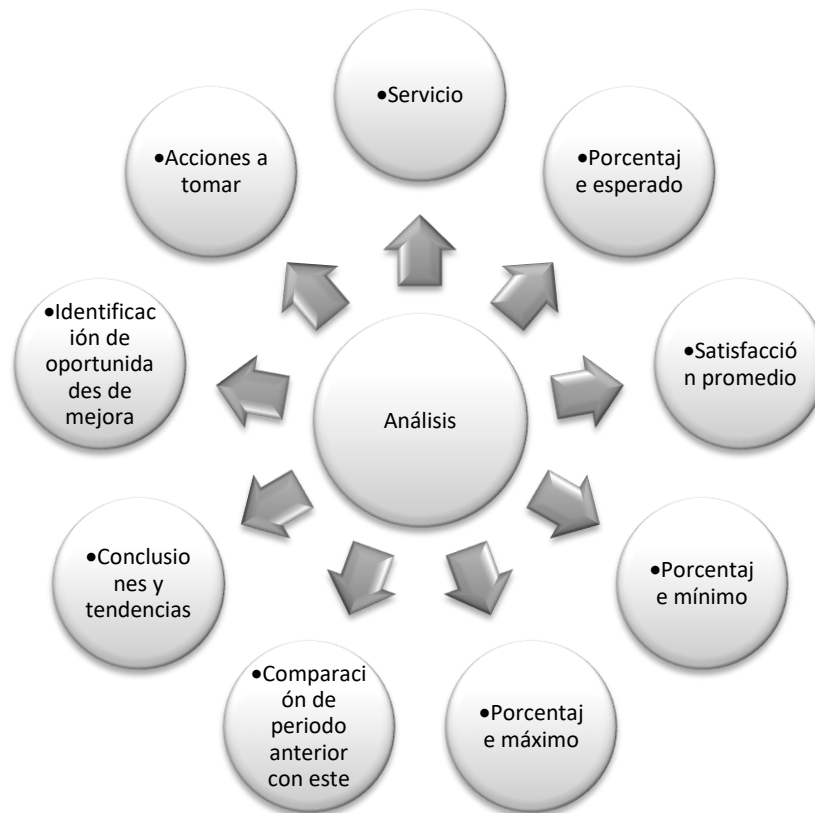 •Servicio
•Porcentaj
e esperado
•Satisfacció
n promedio
•Porcentaj
e mínimo
•Porcentaj
e máximo
•Comparaci
ón de
periodo
anterior
con este
•Conclusio
nes y
tendencias
•Identificac
ión de
oportunida
des de
mejora
•Acciones a
tomar
Análisis